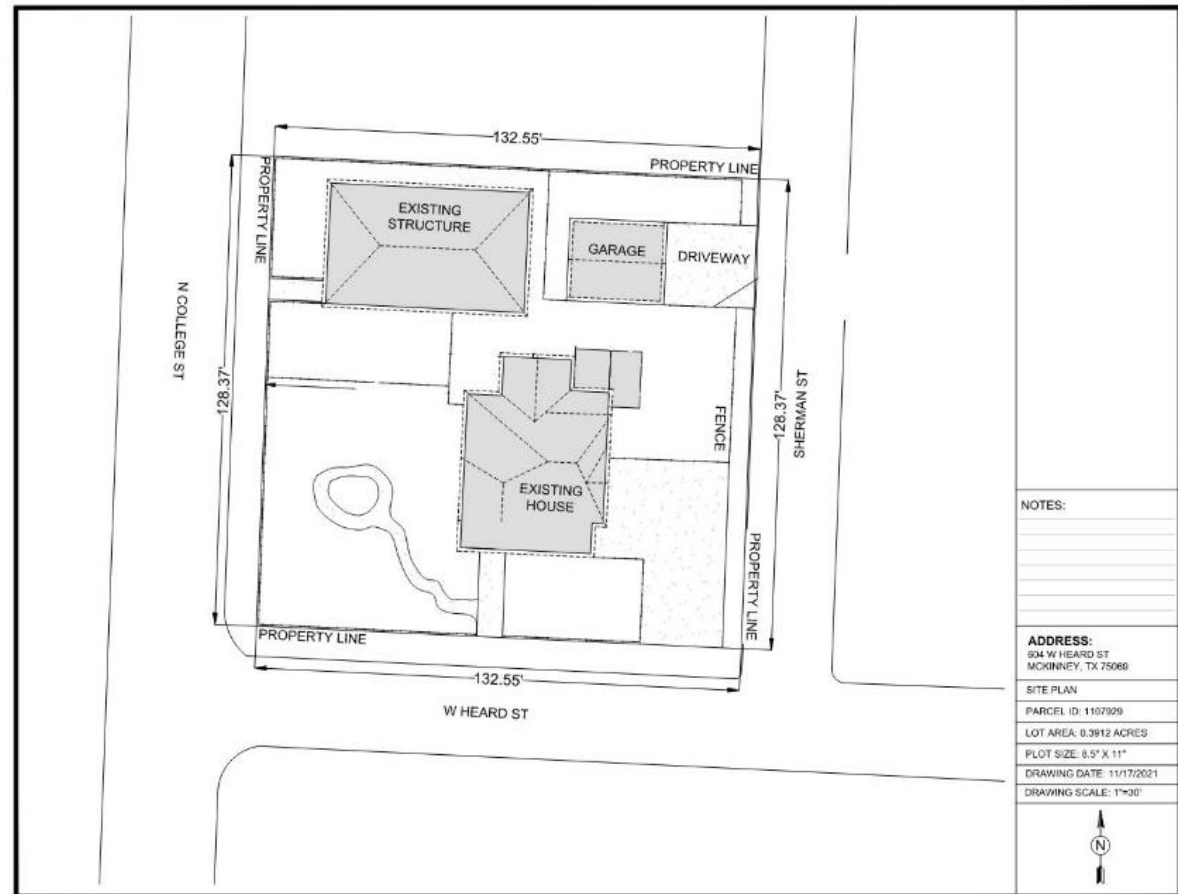 132.55'
PROPERTY LINE
PROPERTY LINE
EXISTING
STRUCTURE
GARAGE
DRIVEWAY
N COLLEGE ST
128.37'
128.37'
SHERMAN ST
FENCE
EXISTING
HOUSE
PROPERTY LINE
PROPERTY LINE
132.55'
W HEARD ST
NOTES:
ADDRESS:
604 W HEARD ST
MCKINNEY, TX 75069
SITE PLAN
PARCEL ID: 1107929
LOT AREA: 0.3912 ACRES
PLOT SIZE: 8.5" X 11"
DRAWING DATE: 11/17/2021
DRAWING SCALE: 1"=30'
N